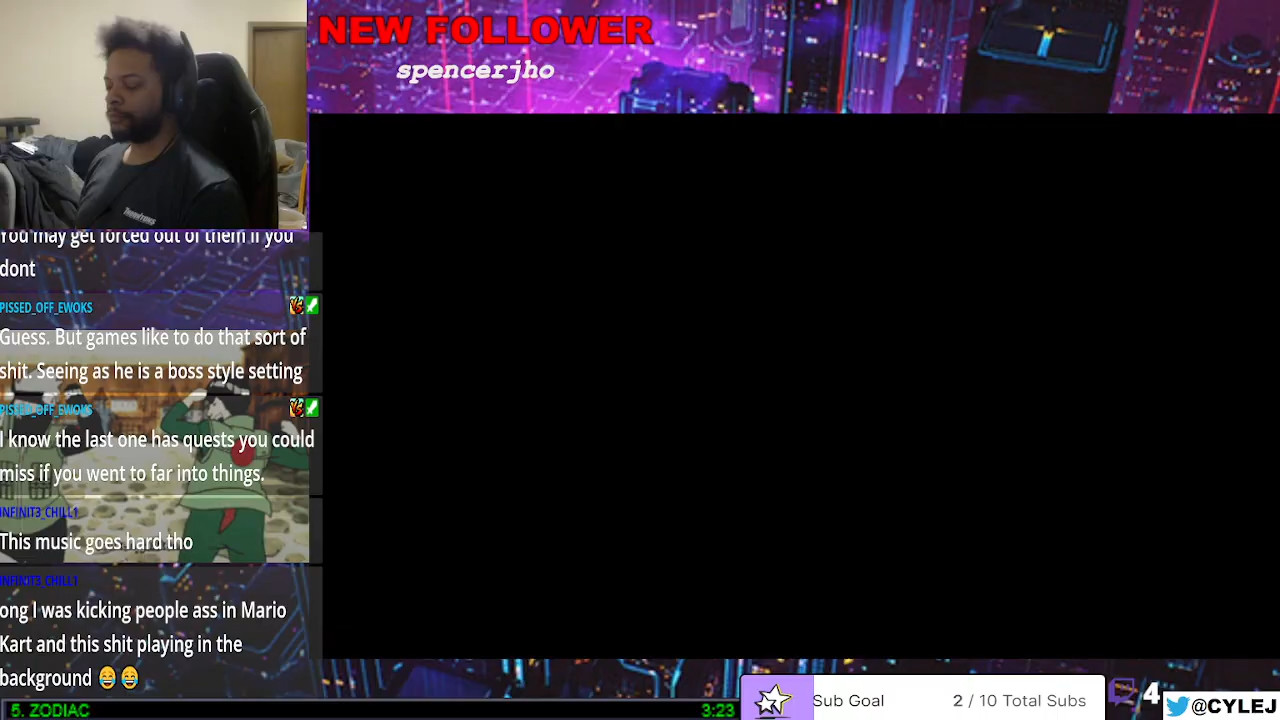 NEW FOLLOWER
spencerjho
You may get forced out of them if you
dont
PISSED_OFF_EWOKS
Guess. But games like to do that sort of
shit. Seeing as he is a boss style setting
PISSED_OFF_EWOKS
I know the last one has quests you could
miss if you went to far into things.
INFINIT3_CHILL1
This music goes hard tho
INFINIT3_CHILL1
ong I was kicking people ass in Mario
Kart and this shit playing in the
background 😂 😂
5. ZODIAC
3:23
Sub Goal
2 / 10 Total Subs
4
@CYLEJ